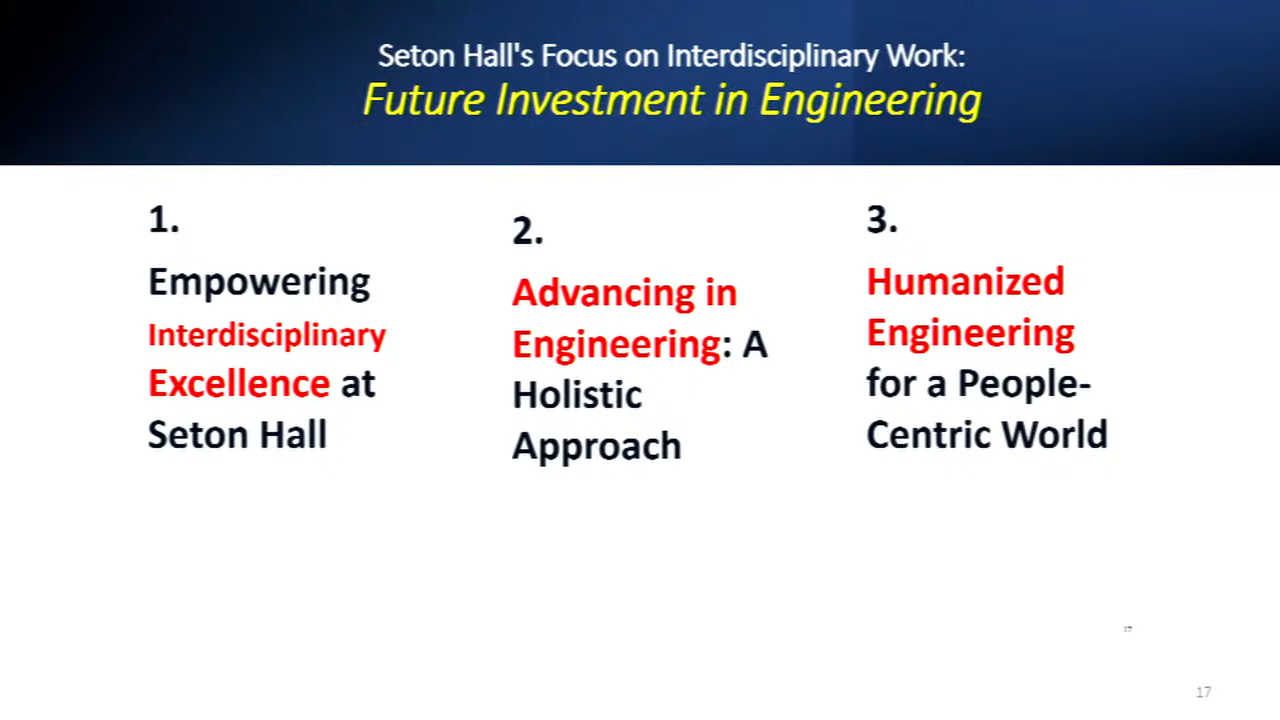 Seton Hall's Focus on Interdisciplinary Work:
Future Investment in Engineering
1.
Empowering
Interdisciplinary
Excellence at
Seton Hall
2.
Advancing in
Engineering: A
Holistic
Approach
3.
Humanized
Engineering
for a People-
Centric World
17